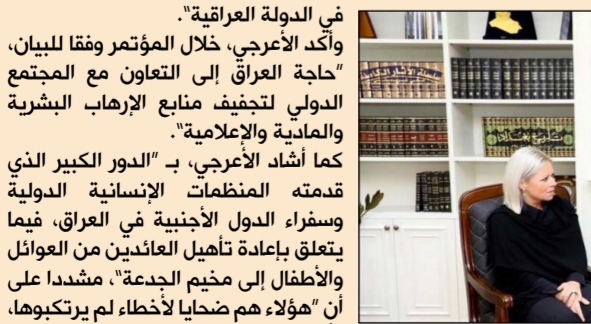 في الدولة العراقية".
وأكد الأعرجي، خلال المؤتمر وفقا للبيان،
"حاجة العراق إلى التعاون مع المجتمع
الدولي لتجفيف منابع الإرهاب البشرية
والمادية والإعلامية".
كما أشاد الأعرجي، بـ "الدور الكبير الذي
قدمته المنظمات الإنسانية الدولية
وسفراء الدول الأجنبية في العراق، فيما
يتعلق بإعادة تأهيل العائدين من العوائل
والأطفال إلى مخيم الجدعة"، مشددا على
أن "هؤلاء هم ضحايا لأخطاء لم يرتكبوها،